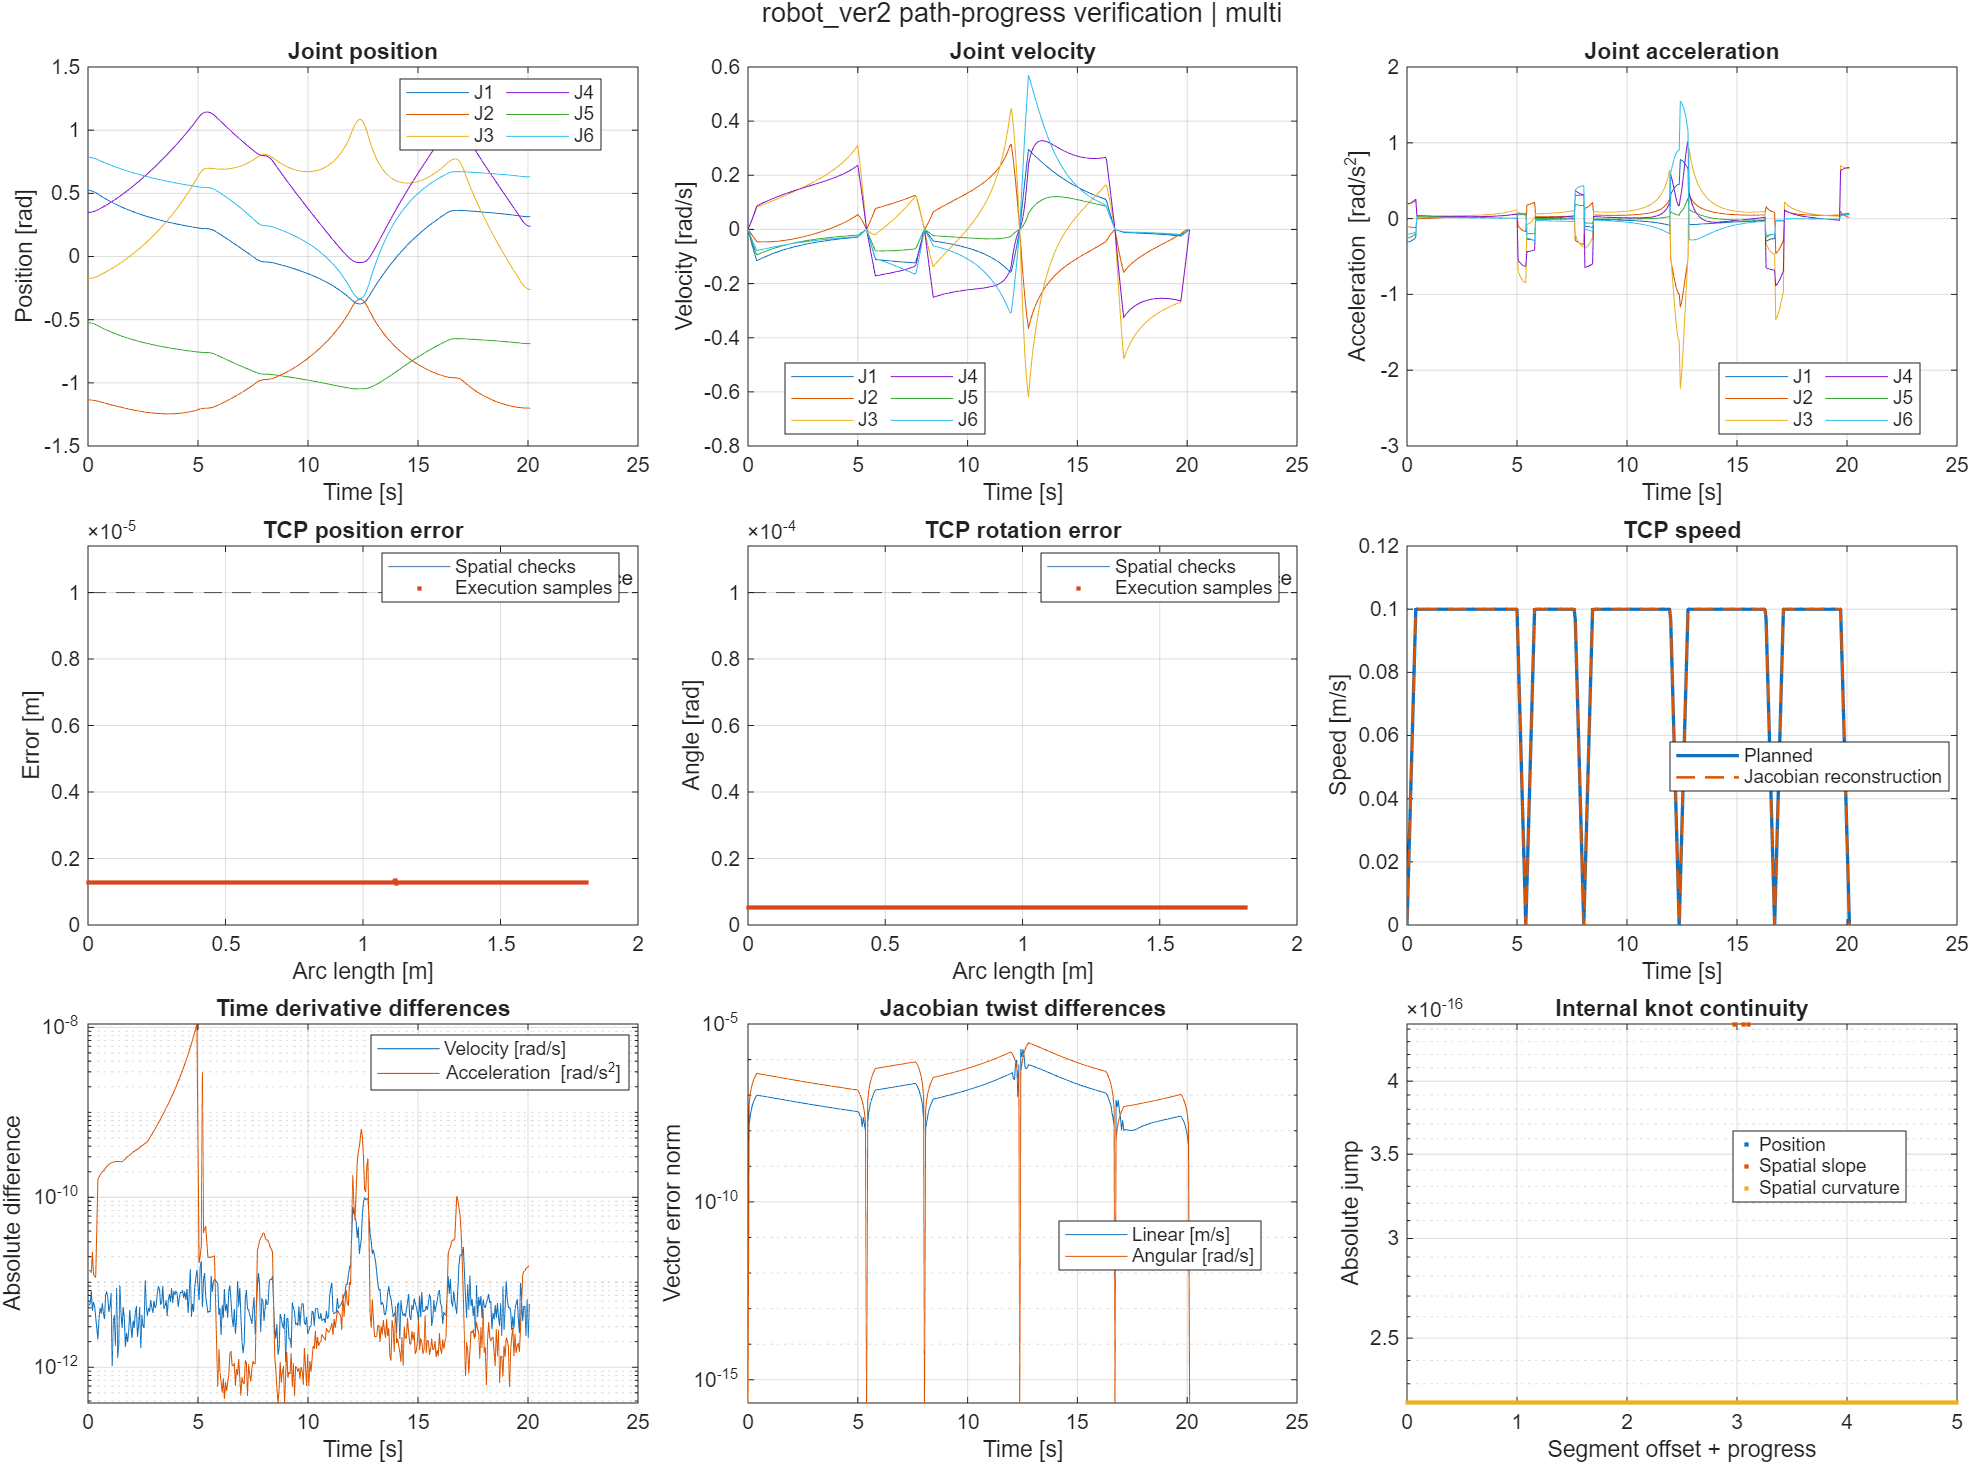 robot_ver2 path-progress verification | multi
Joint position
1.5
1
0.5
0
-0.5
-1
-1.5
0 5 10 15 20 25
Position [rad]
Time [s]
J1 J4
J2 J5
J3 J6
Joint velocity
0.6
0.4
0.2
0
-0.2
-0.4
-0.6
-0.8
0 5 10 15 20 25
Velocity [rad/s]
Time [s]
J1 J4
J2 J5
J3 J6
Joint acceleration
2
1
0
-1
-2
-3
0 5 10 15 20 25
Acceleration [rad/s²]
Time [s]
J1 J4
J2 J5
J3 J6
TCP position error
×10⁻⁵
1
0.8
0.6
0.4
0.2
0
0 0.5 1 1.5 2
Error [m]
Arc length [m]
Spatial checks
Execution samples
TCP rotation error
×10⁻⁴
1
0.8
0.6
0.4
0.2
0
0 0.5 1 1.5 2
Angle [rad]
Arc length [m]
Spatial checks
Execution samples
TCP speed
0.12
0.1
0.08
0.06
0.04
0.02
0
0 5 10 15 20 25
Speed [m/s]
Time [s]
Planned
Jacobian reconstruction
Time derivative differences
10⁻⁸
10⁻¹⁰
10⁻¹²
0 5 10 15 20 25
Absolute difference
Time [s]
Velocity [rad/s]
Acceleration [rad/s²]
Jacobian twist differences
10⁻⁵
10⁻¹⁰
10⁻¹⁵
0 5 10 15 20 25
Vector error norm
Time [s]
Linear [m/s]
Angular [rad/s]
Internal knot continuity
×10⁻¹⁶
4
3.5
3
2.5
0 1 2 3 4 5
Absolute jump
Segment offset + progress
Position
Spatial slope
Spatial curvature